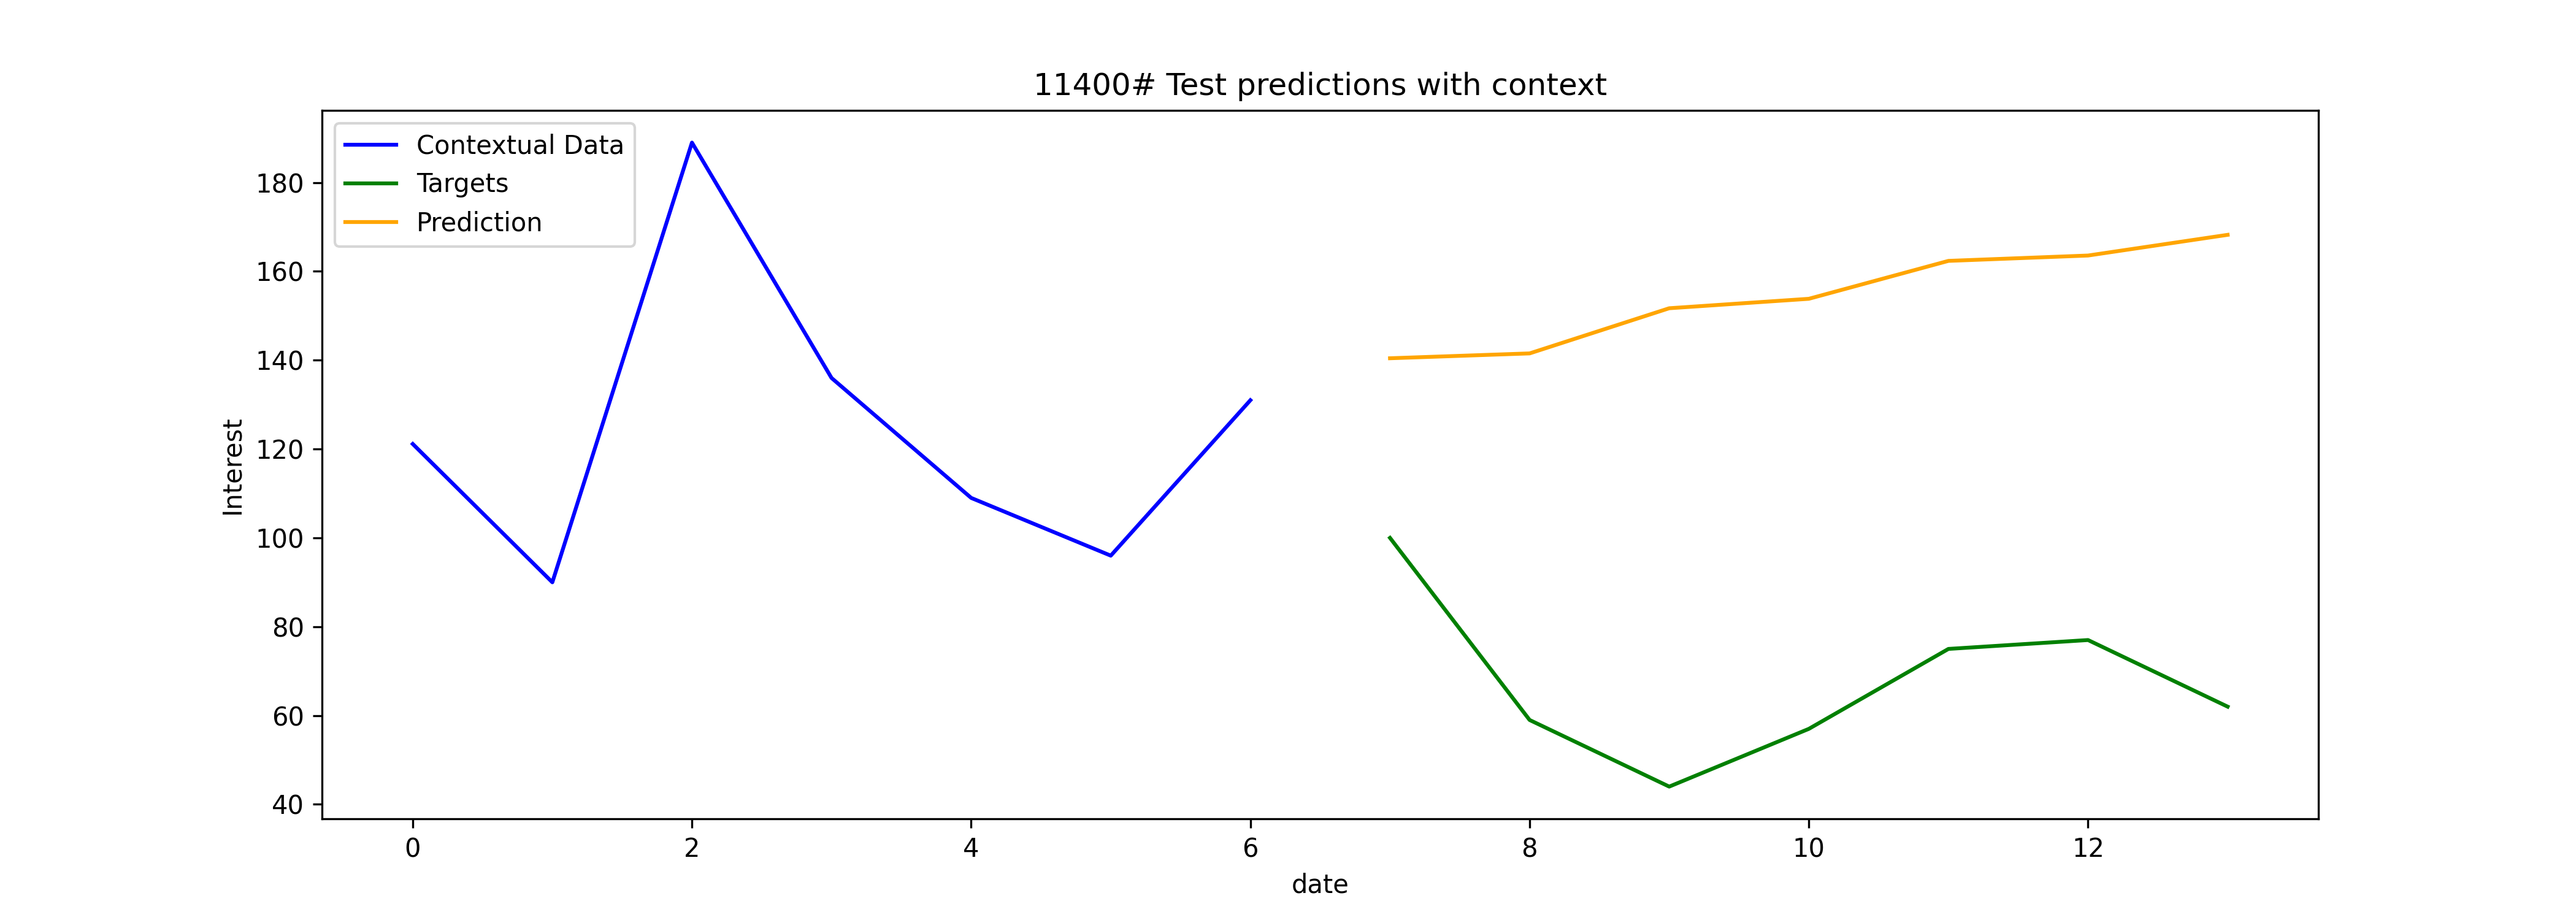 11400# Test predictions with context
Contextual Data
Targets
Prediction
Interest
180
160
140
120
100
80
60
40
0 2 4 6 8 10 12
date